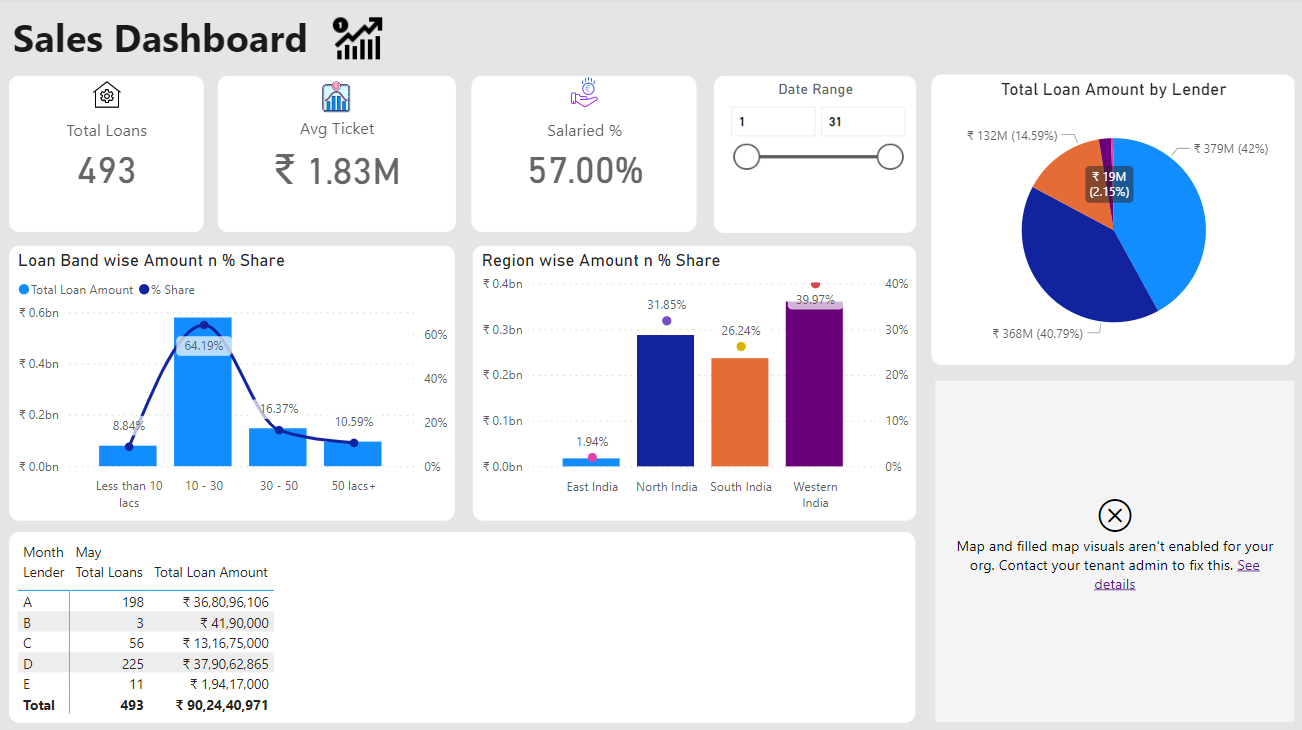 Sales Dashboard
Total Loans
493
Avg Ticket
₹ 1.83M
Salaried %
57.00%
Date Range
1
31
Total Loan Amount by Lender
₹ 132M (14.59%)
₹ 379M (42%)
₹ 19M
(2.15%)
₹ 368M (40.79%)
Loan Band wise Amount n % Share
Total Loan Amount
% Share
₹ 0.6bn
₹ 0.4bn
₹ 0.2bn
₹ 0.0bn
60%
40%
20%
0%
8.84%
64.19%
16.37%
10.59%
Less than 10
lacs
10 - 30
30 - 50
50 lacs+
Region wise Amount n % Share
₹ 0.4bn
₹ 0.3bn
₹ 0.2bn
₹ 0.1bn
₹ 0.0bn
40%
30%
20%
10%
0%
1.94%
31.85%
26.24%
39.97%
East India
North India
South India
Western
India
Month May
Lender Total Loans Total Loan Amount
A 198 ₹ 36,80,96,106
B 3 ₹ 41,90,000
C 56 ₹ 13,16,75,000
D 225 ₹ 37,90,62,865
E 11 ₹ 1,94,17,000
Total 493 ₹ 90,24,40,971
Map and filled map visuals aren't enabled for your
org. Contact your tenant admin to fix this. See
details